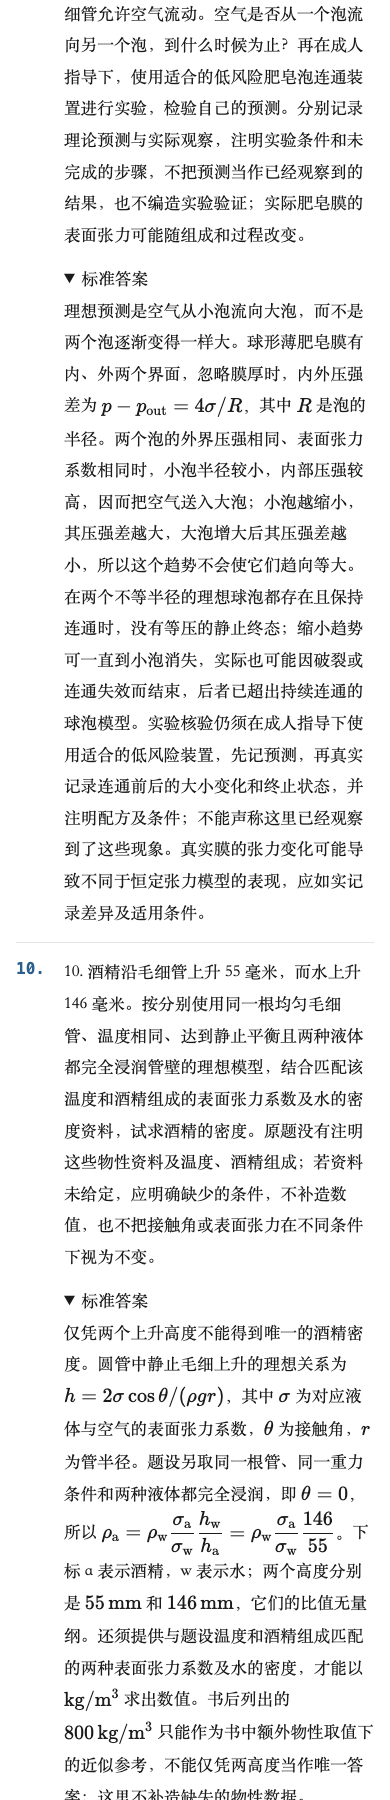 细管允许空气流动。空气是否从一个泡流
向另一个泡，到什么时候为止？再在成人
指导下，使用适合的低风险肥皂泡连通装
置进行实验，检验自己的预测。分别记录
理论预测与实际观察，注明实验条件和未
完成的步骤，不把预测当作已经观察到的
结果，也不编造实验验证；实际肥皂膜的
表面张力可能随组成和过程改变。
▼ 标准答案
理想预测是空气从小泡流向大泡，而不是
两个泡逐渐变得一样大。球形薄肥皂膜有
内、外两个界面，忽略膜厚时，内外压强
差为 p − p_out = 4σ/R，其中 R 是泡的
半径。两个泡的外界压强相同、表面张力
系数相同时，小泡半径较小，内部压强较
高，因而把空气送入大泡；小泡越缩小，
其压强差越大，大泡增大后其压强差越
小，所以这个趋势不会使它们趋向等大。
在两个不等半径的理想球泡都存在且保持
连通时，没有等压的静止终态；缩小趋势
可一直到小泡消失，实际也可能因破裂或
连通失效而结束，后者已超出持续连通的
球泡模型。实验核验仍须在成人指导下使
用适合的低风险装置，先记预测，再真实
记录连通前后的大小变化和终止状态，并
注明配方及条件；不能声称这里已经观察
到了这些现象。真实膜的张力变化可能导
致不同于恒定张力模型的表现，应如实记
录差异及适用条件。
10. 10. 酒精沿毛细管上升 55 毫米，而水上升
146 毫米。按分别使用同一根均匀毛细
管、温度相同、达到静止平衡且两种液体
都完全浸润管壁的理想模型，结合匹配该
温度和酒精组成的表面张力系数及水的密
度资料，试求酒精的密度。原题没有注明
这些物性资料及温度、酒精组成；若资料
未给定，应明确缺少的条件，不补造数
值，也不把接触角或表面张力在不同条件
下视为不变。
▼ 标准答案
仅凭两个上升高度不能得到唯一的酒精密
度。圆管中静止毛细上升的理想关系为
h = 2σ cos θ/(ρgr)，其中 σ 为对应液
体与空气的表面张力系数，θ 为接触角，r
为管半径。题设另取同一根管、同一重力
条件和两种液体都完全浸润，即 θ = 0，
所以 ρ_a = ρ_w (σ_a/σ_w) (h_w/h_a) = ρ_w (σ_a/σ_w) (146/55)。下
标 a 表示酒精，w 表示水；两个高度分别
是 55 mm 和 146 mm，它们的比值无量
纲。还须提供与题设温度和酒精组成匹配
的两种表面张力系数及水的密度，才能以
kg/m³ 求出数值。书后列出的
800 kg/m³ 只能作为书中额外物性取值下
的近似参考，不能仅凭两高度当作唯一答
案；这里不补造缺失的物性数据。